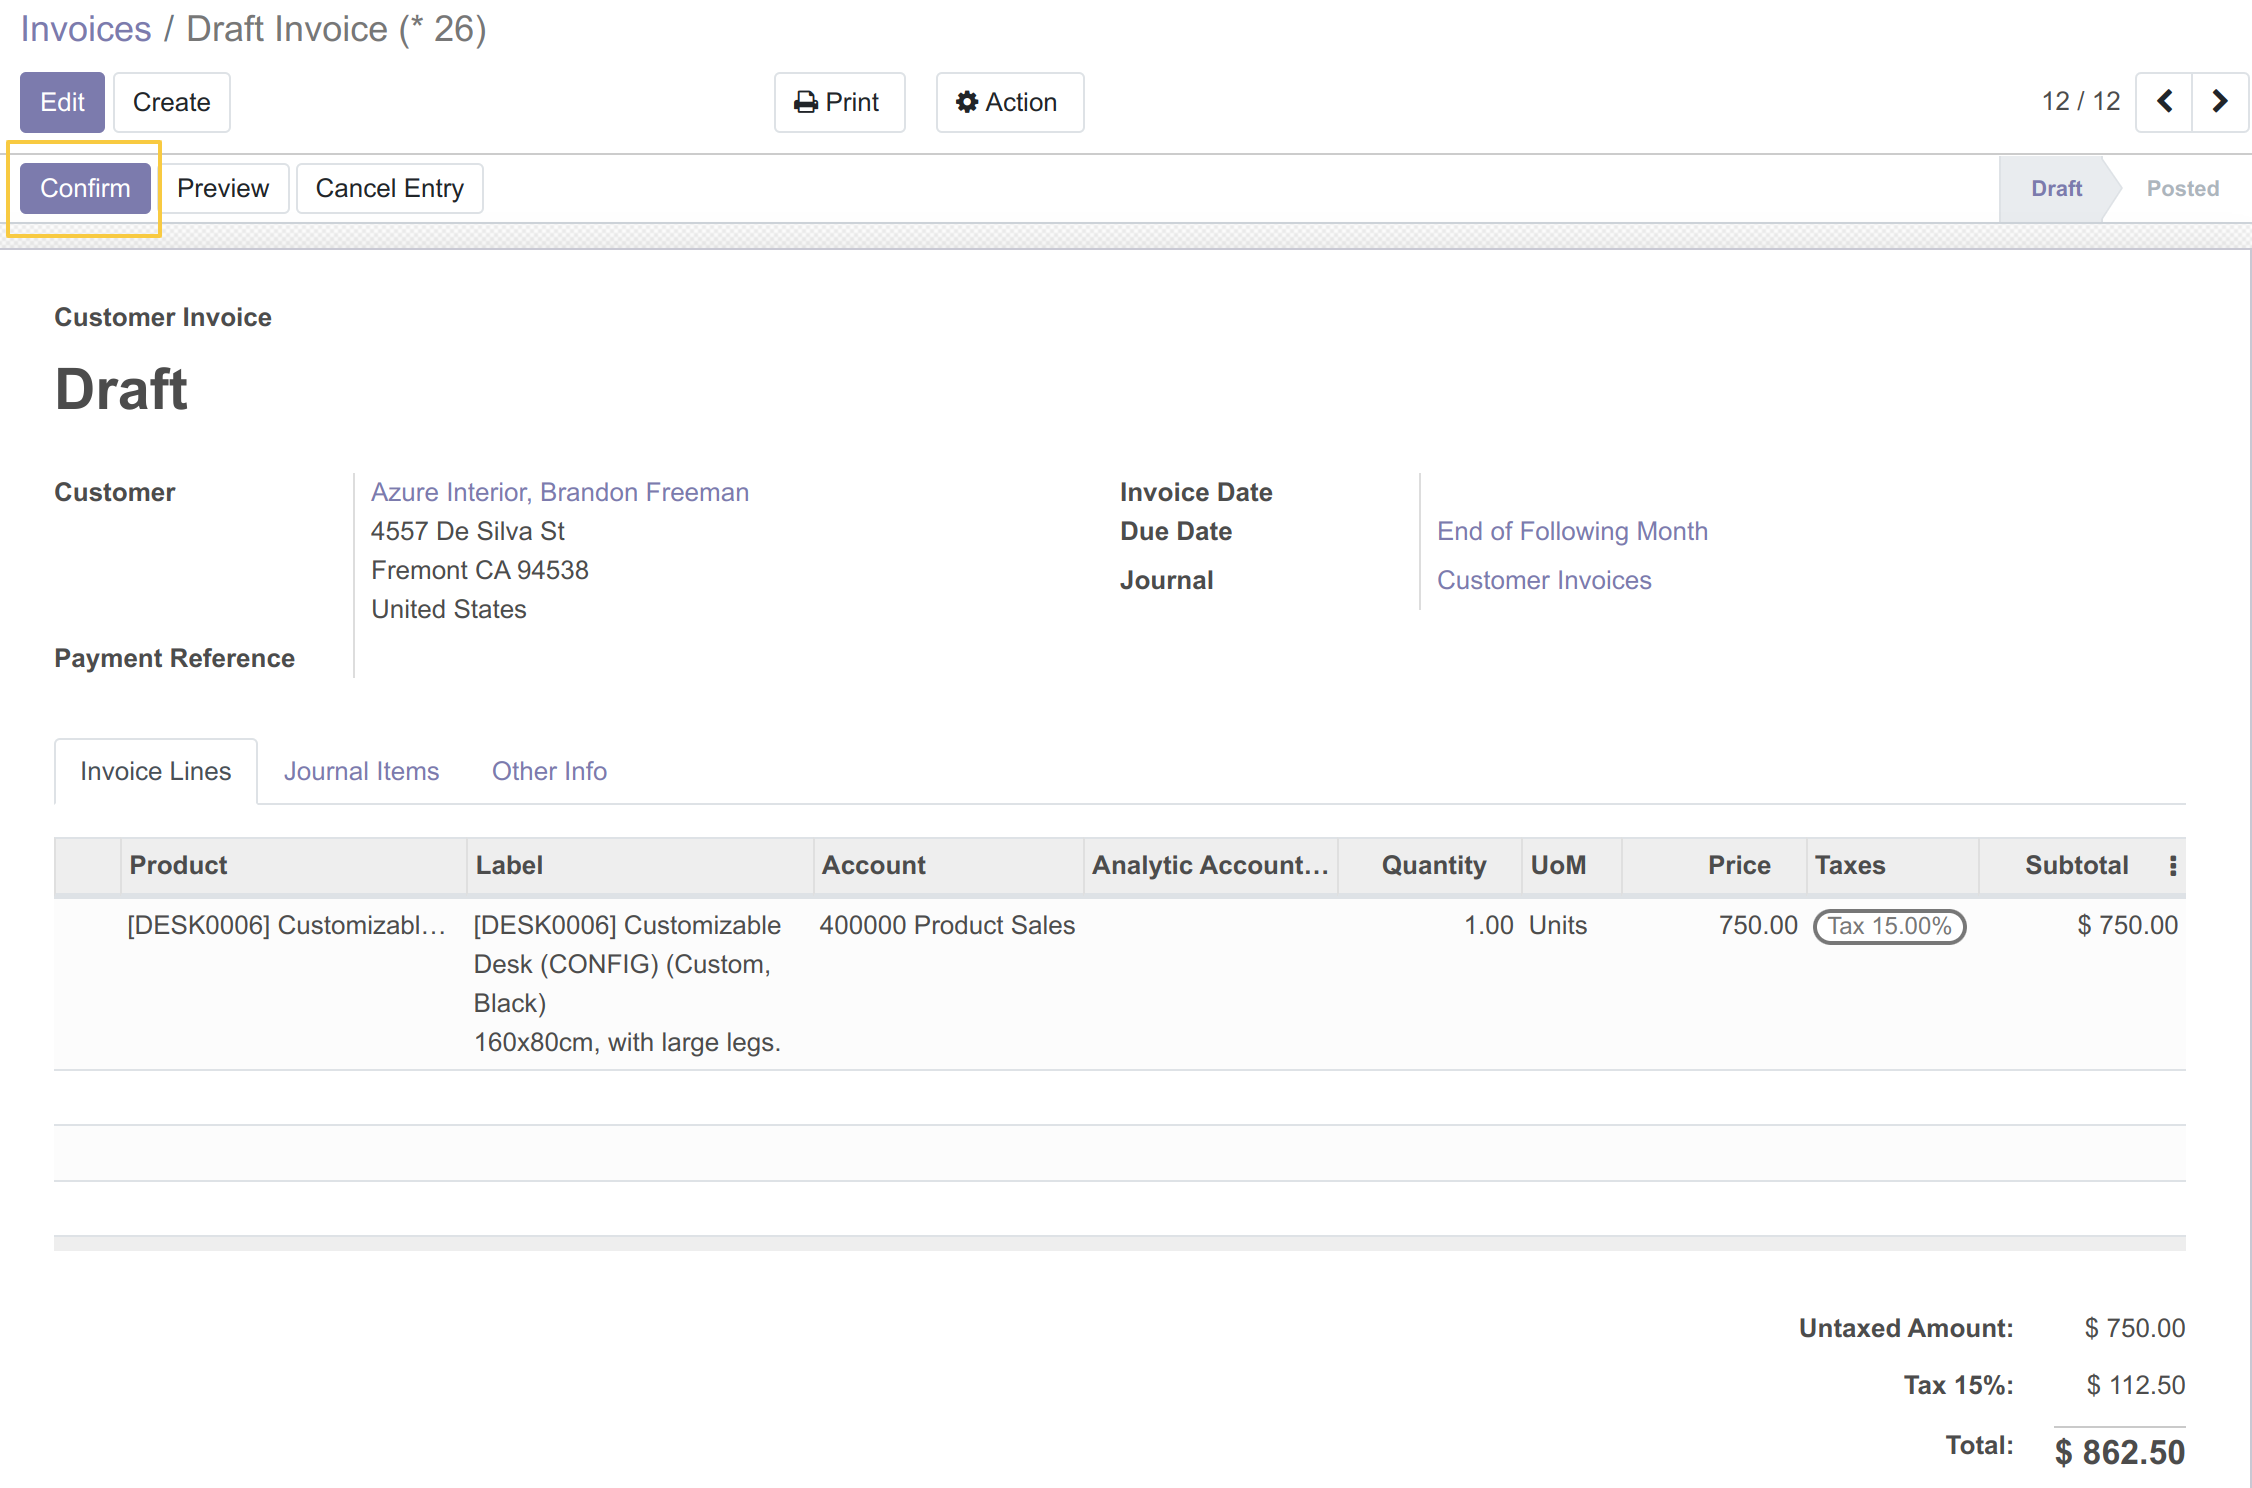 Invoices / Draft Invoice (* 26)
Edit Create Print Action 12 / 12
Confirm Preview Cancel Entry Draft Posted
Customer Invoice
Draft
Customer Azure Interior, Brandon Freeman Invoice Date
4557 De Silva St Due Date End of Following Month
Fremont CA 94538
Journal Customer Invoices
United States
Payment Reference
Invoice Lines Journal Items Other Info
Product Label Account Analytic Account... Quantity UoM Price Taxes Subtotal
[DESK0006] Customizabl... [DESK0006] Customizable 400000 Product Sales 1.00 Units 750.00 Tax 15.00% $ 750.00
Desk (CONFIG) (Custom,
Black)
160x80cm, with large legs.
Untaxed Amount: $ 750.00
Tax 15%: $ 112.50
Total: $ 862.50